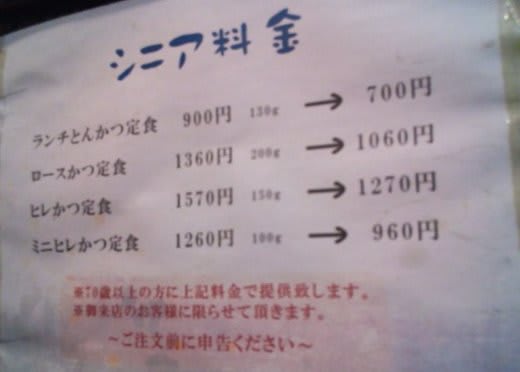 シニア料金
ランチとんかつ定食 900円 130g → 700円
ロースかつ定食 1360円 200g → 1060円
ヒレかつ定食 1570円 150g → 1270円
ミニヒレかつ定食 1260円 100g → 960円
※70歳以上の方に上記料金で提供致します。
※御来店のお客様に限らせて頂きます。
～ご注文前に申告ください～